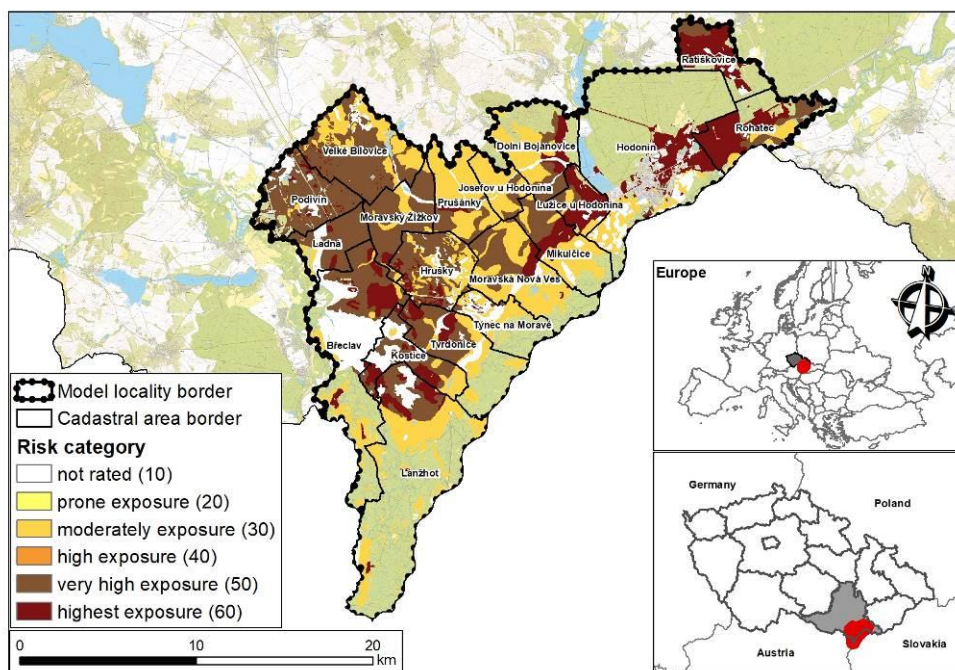 Ratíškovice
Rohatec
Hodonín
Dolní Bojanovice
Velké Bílovice
Josefov u Hodonína
Prušánky
Lužice u Hodonína
Podivín
Moravský Žižkov
Ladná
Mikulčice
Hrušky
Moravská Nová Ves
Týnec na Moravě
Břeclav
Tvrdonice
Kostice
Lanžhot
Model locality border
Cadastral area border
Risk category
not rated (10)
prone exposure (20)
moderately exposure (30)
high exposure (40)
very high exposure (50)
highest exposure (60)
0 10 20
km
Europe
N
Germany
Poland
Austria
Slovakia